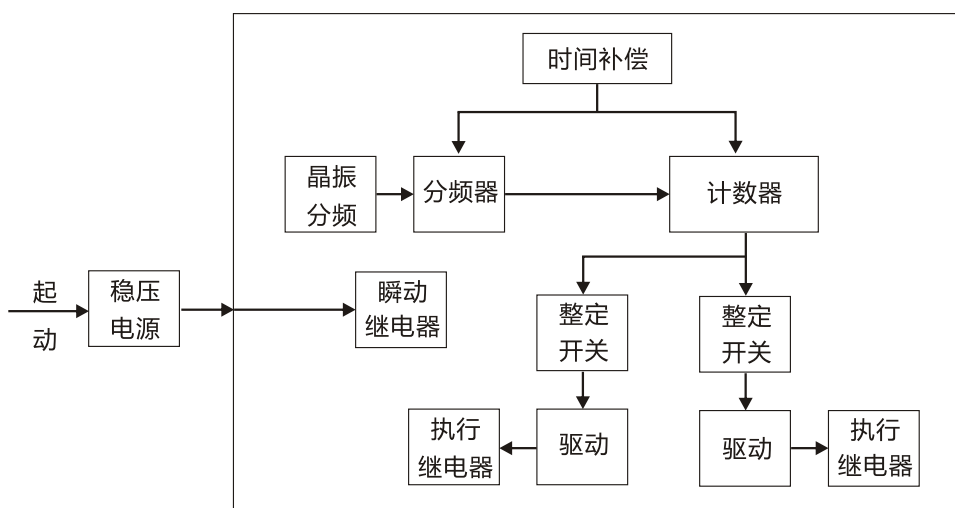 时间补偿
晶振
分频
分频器
计数器
起
动
稳压
电源
瞬动
继电器
整定
开关
整定
开关
执行
继电器
驱动
驱动
执行
继电器